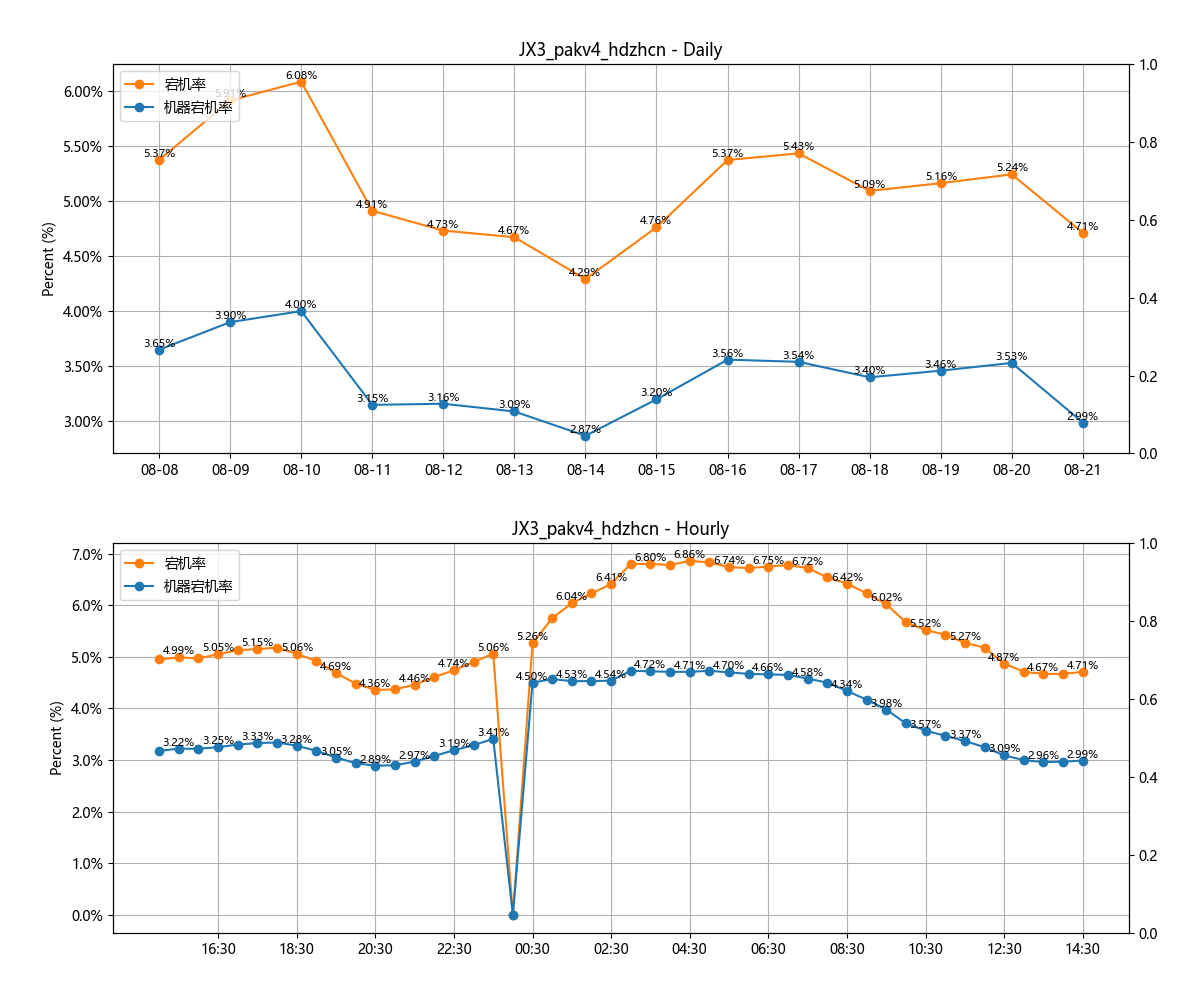 JX3_pakv4_hdzhcn - Daily
宕机率
机器宕机率
Percent (%)
6.00%
5.50%
5.00%
4.50%
4.00%
3.50%
3.00%
1.0
0.8
0.6
0.4
0.2
0.0
5.37% 5.91% 6.08% 4.91% 4.73% 4.67% 4.29% 4.76% 5.37% 5.43% 5.09% 5.16% 5.24% 4.71%
3.65% 3.90% 4.00% 3.15% 3.16% 3.09% 2.87% 3.20% 3.56% 3.54% 3.40% 3.46% 3.53% 2.99%
08-08 08-09 08-10 08-11 08-12 08-13 08-14 08-15 08-16 08-17 08-18 08-19 08-20 08-21
JX3_pakv4_hdzhcn - Hourly
宕机率
机器宕机率
Percent (%)
7.0%
6.0%
5.0%
4.0%
3.0%
2.0%
1.0%
0.0%
1.0
0.8
0.6
0.4
0.2
0.0
4.99% 5.05% 5.15% 5.06% 4.69% 4.36% 4.46% 4.74% 5.06% 5.26% 6.04% 6.41% 6.80% 6.86% 6.74% 6.75% 6.72% 6.42% 6.02% 5.52% 5.27% 4.87% 4.67% 4.71%
3.22% 3.25% 3.33% 3.28% 3.05% 2.89% 2.97% 3.19% 3.41% 4.50% 4.53% 4.54% 4.72% 4.71% 4.70% 4.66% 4.58% 4.34% 3.98% 3.57% 3.37% 3.09% 2.96% 2.99%
16:30 18:30 20:30 22:30 00:30 02:30 04:30 06:30 08:30 10:30 12:30 14:30